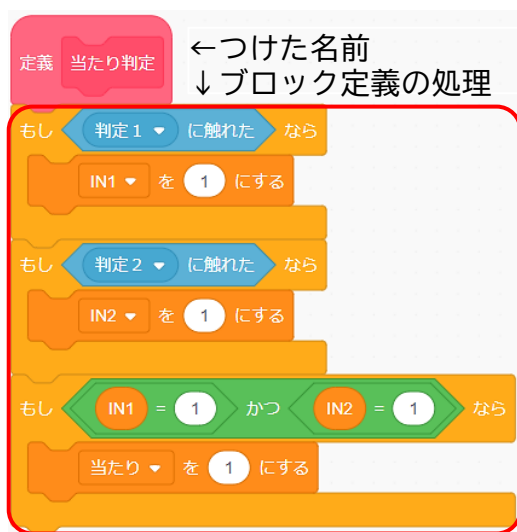 定義 当たり判定
←つけた名前
↓ブロック定義の処理
もし 判定1 に触れた なら
IN1 を 1 にする
もし 判定2 に触れた なら
IN2 を 1 にする
もし IN1 = 1 かつ IN2 = 1 なら
当たり を 1 にする